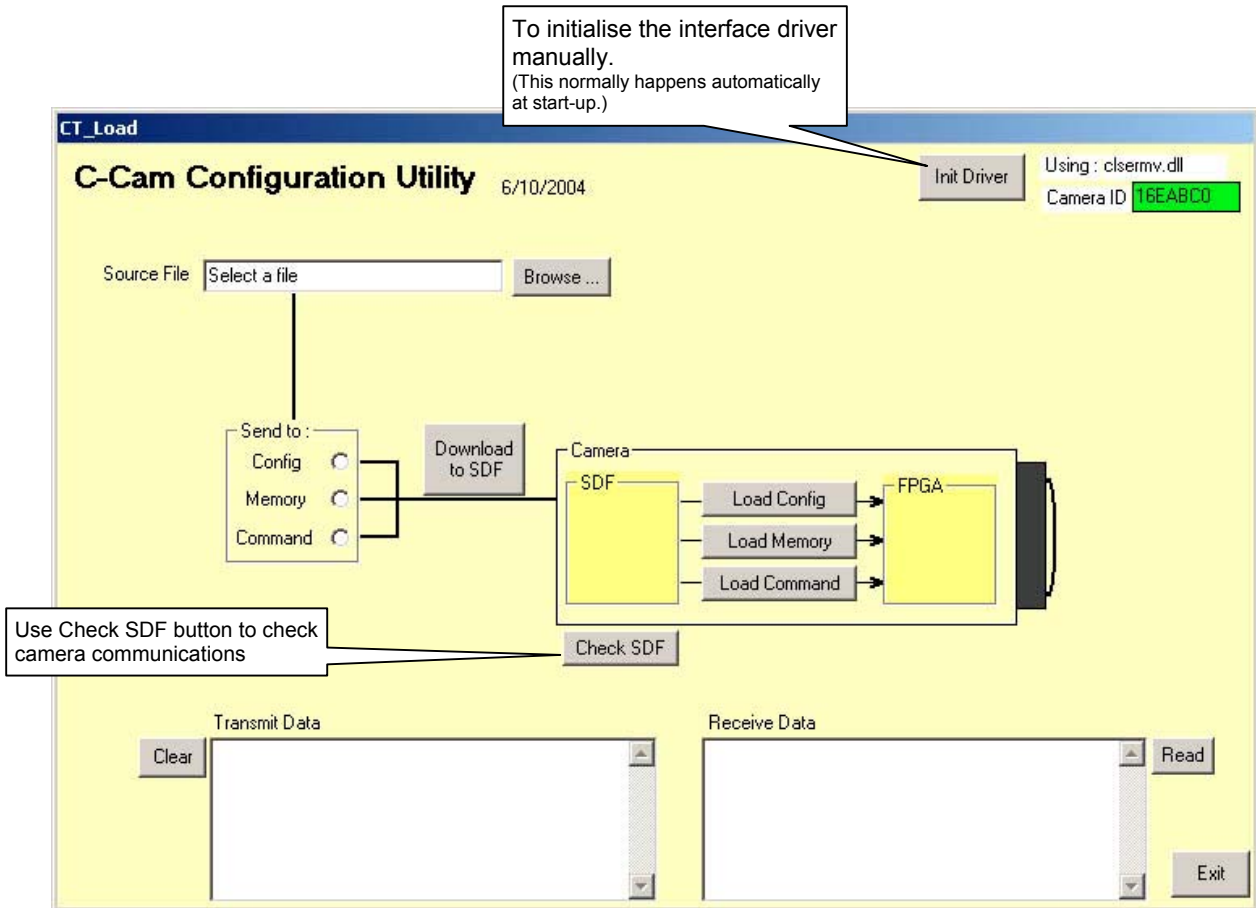 To initialise the interface driver
manually.
(This normally happens automatically
at start-up.)
CT_Load
C-Cam Configuration Utility 6/10/2004
Init Driver
Using : clsermv.dll
Camera ID 16EABC0
Source File Select a file Browse ...
Send to :
Config
Memory
Command
Download
to SDF
Camera
SDF
Load Config
Load Memory
Load Command
FPGA
Use Check SDF button to check
camera communications
Check SDF
Transmit Data
Clear
Receive Data
Read
Exit